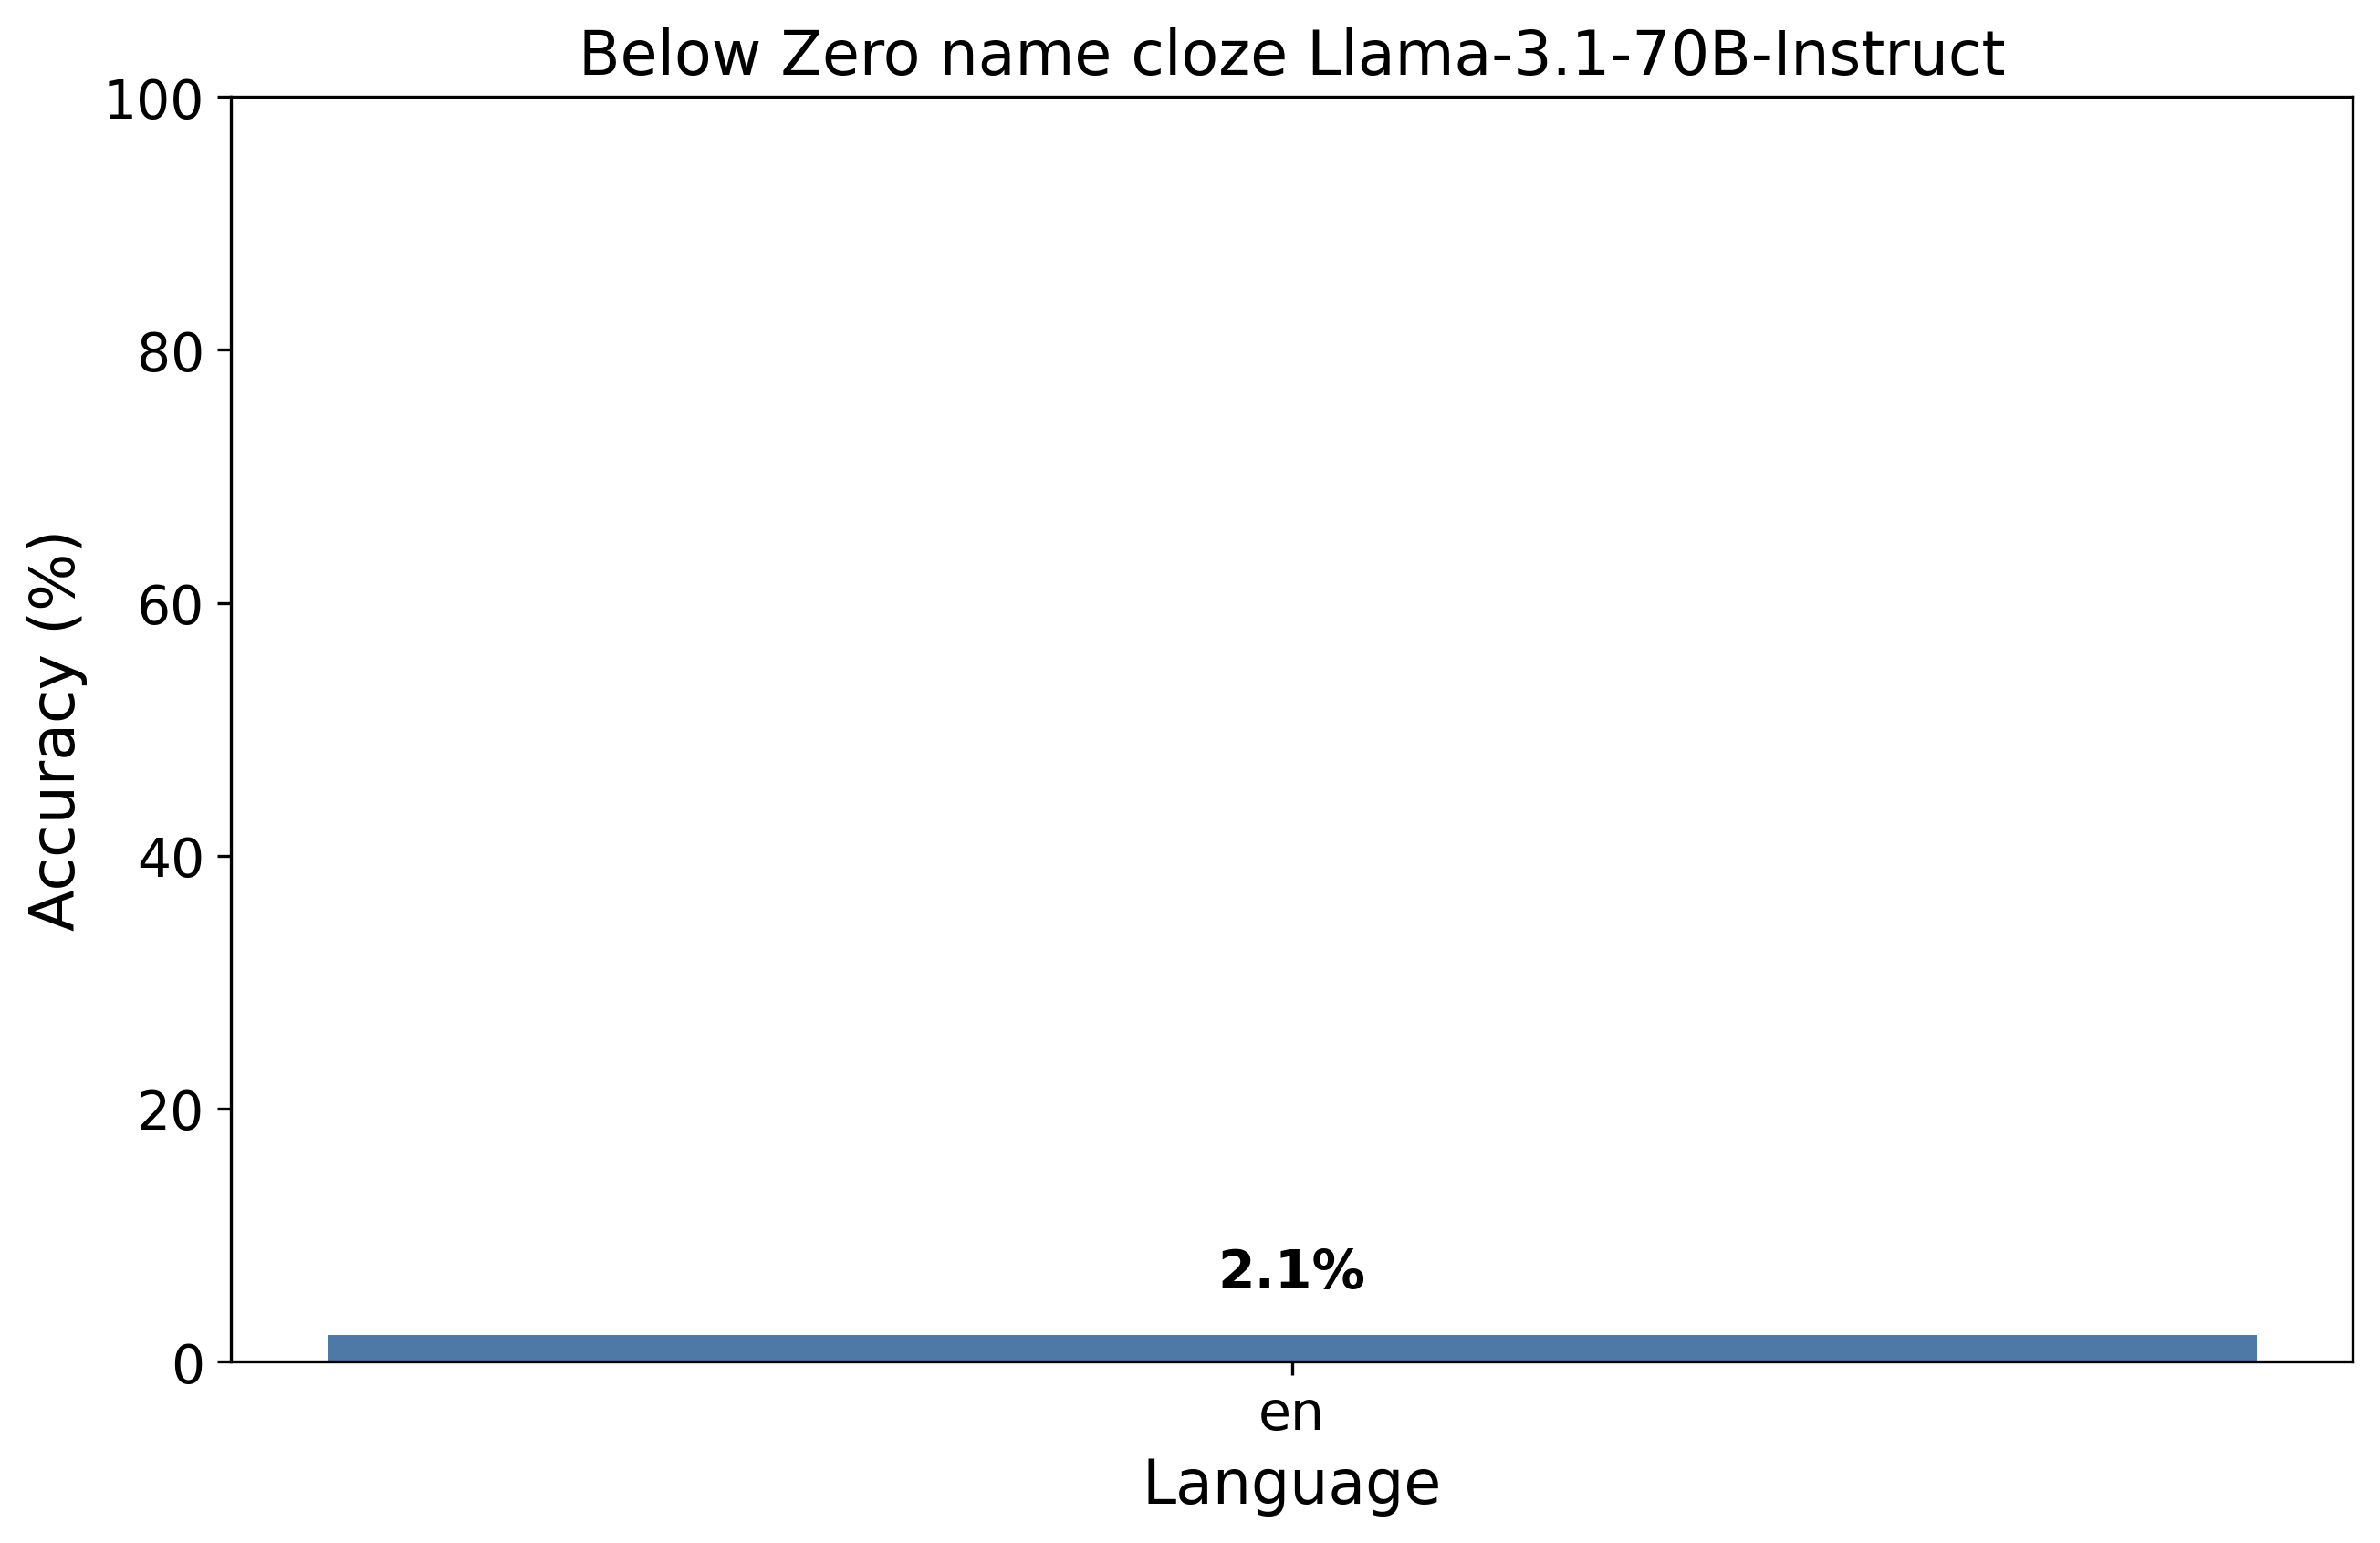 Below Zero name cloze Llama-3.1-70B-Instruct
100
80
60
40
20
0
Accuracy (%)
2.1%
en
Language